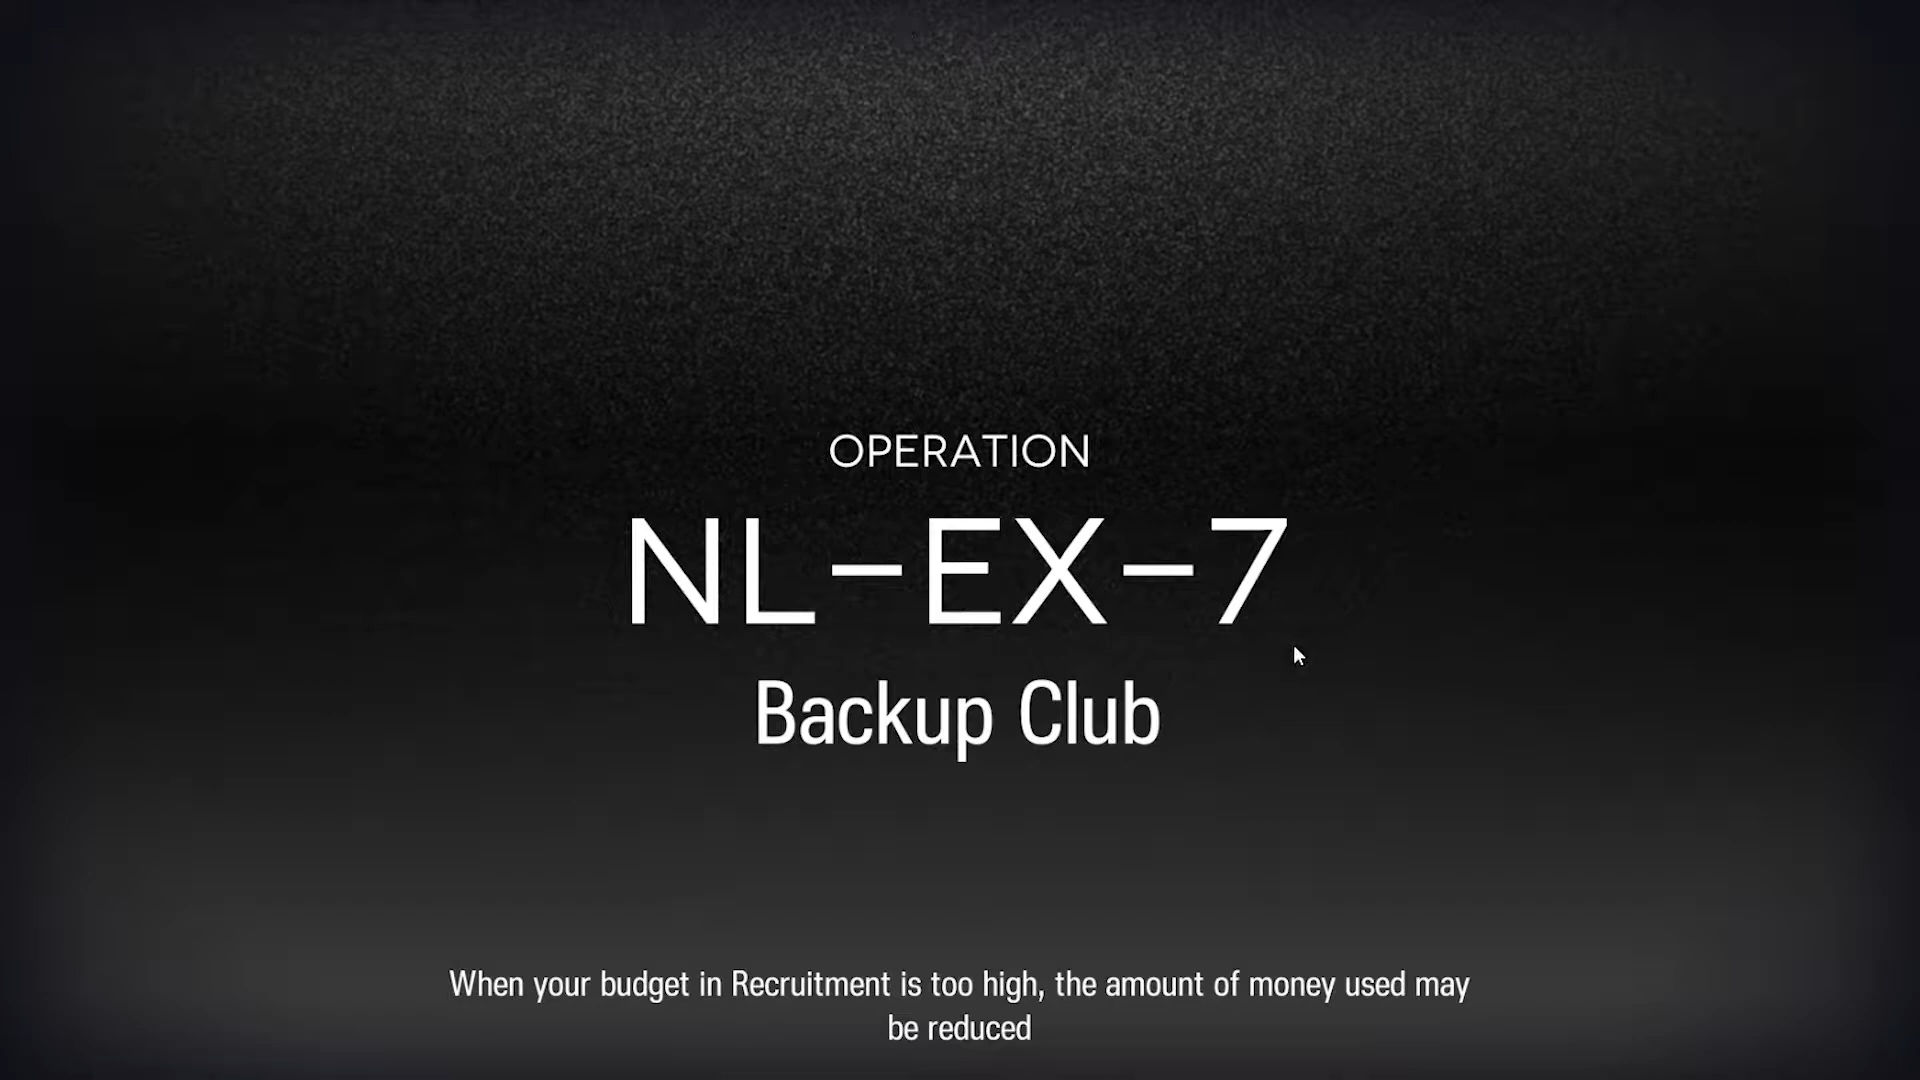 OPERATION
NL-EX-7
Backup Club
When your budget in Recruitment is too high, the amount of money used may
be reduced